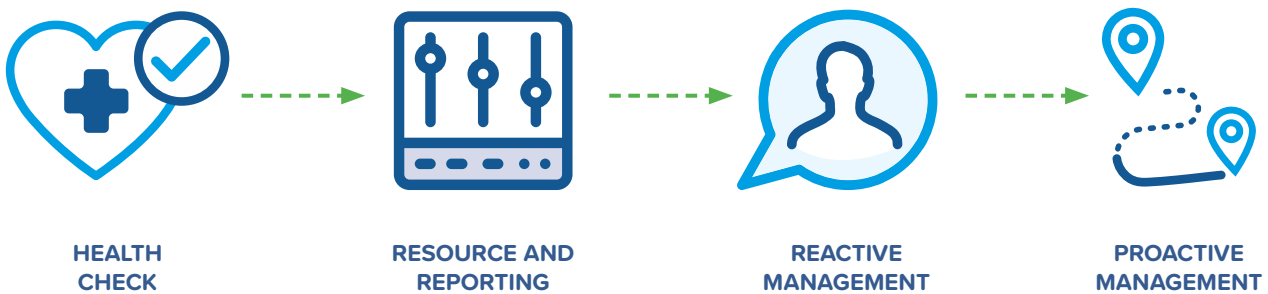 HEALTH
CHECK
RESOURCE AND
REPORTING
REACTIVE
MANAGEMENT
PROACTIVE
MANAGEMENT